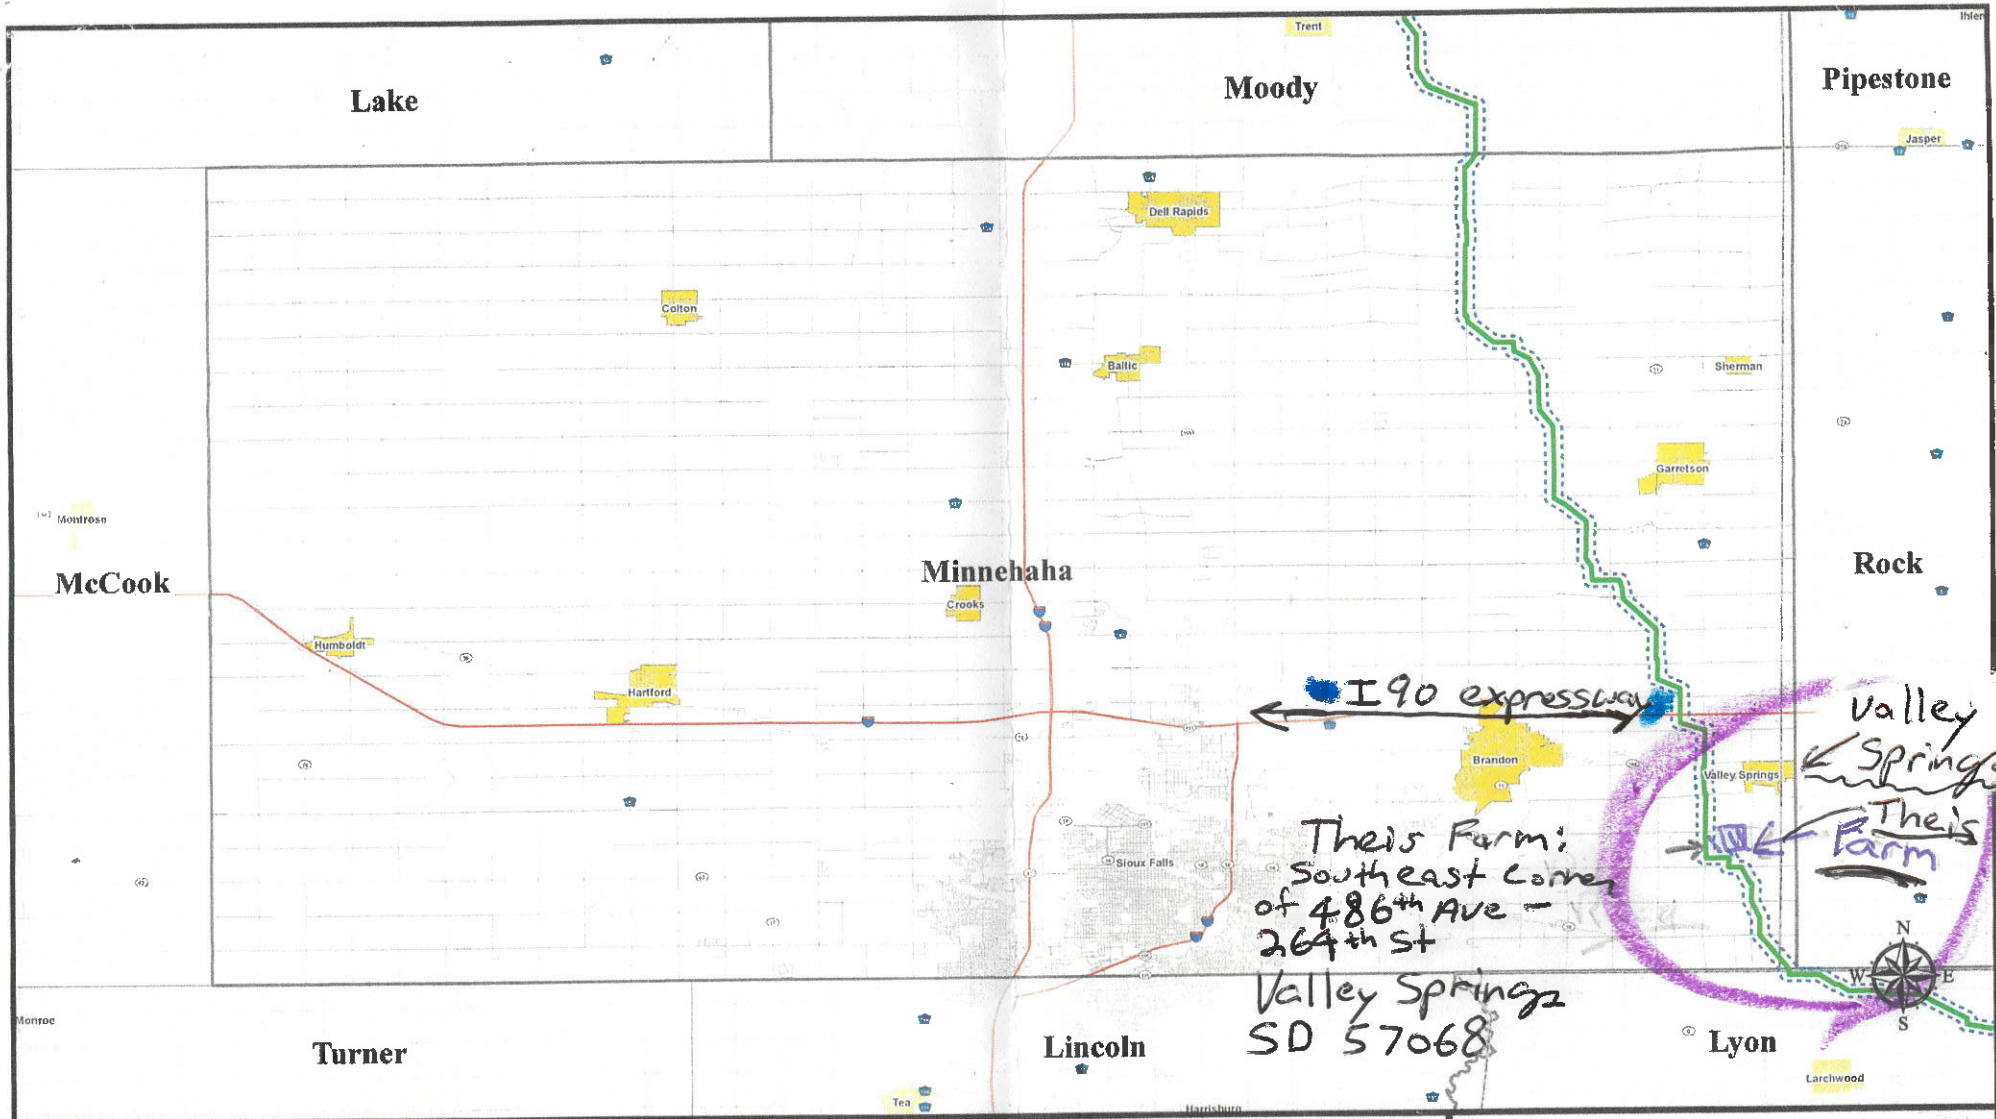 Trent
Ihlen
Lake
Moody
Pipestone
Jasper
Dell Rapids
Colton
Baltic
Sherman
Garretson
Montrose
McCook
Minnehaha
Rock
Crooks
Humboldt
Hartford
I90 expressway
Brandon
Valley Springs
Valley
Springs
Theis
Farm
Sioux Falls
Theis Farm:
Southeast Corner
of 486th Ave -
264th St
Valley Springs
SD 57068
N
W E
S
Monroe
Turner
Lincoln
Lyon
Larchwood
Tea
Harrisburg